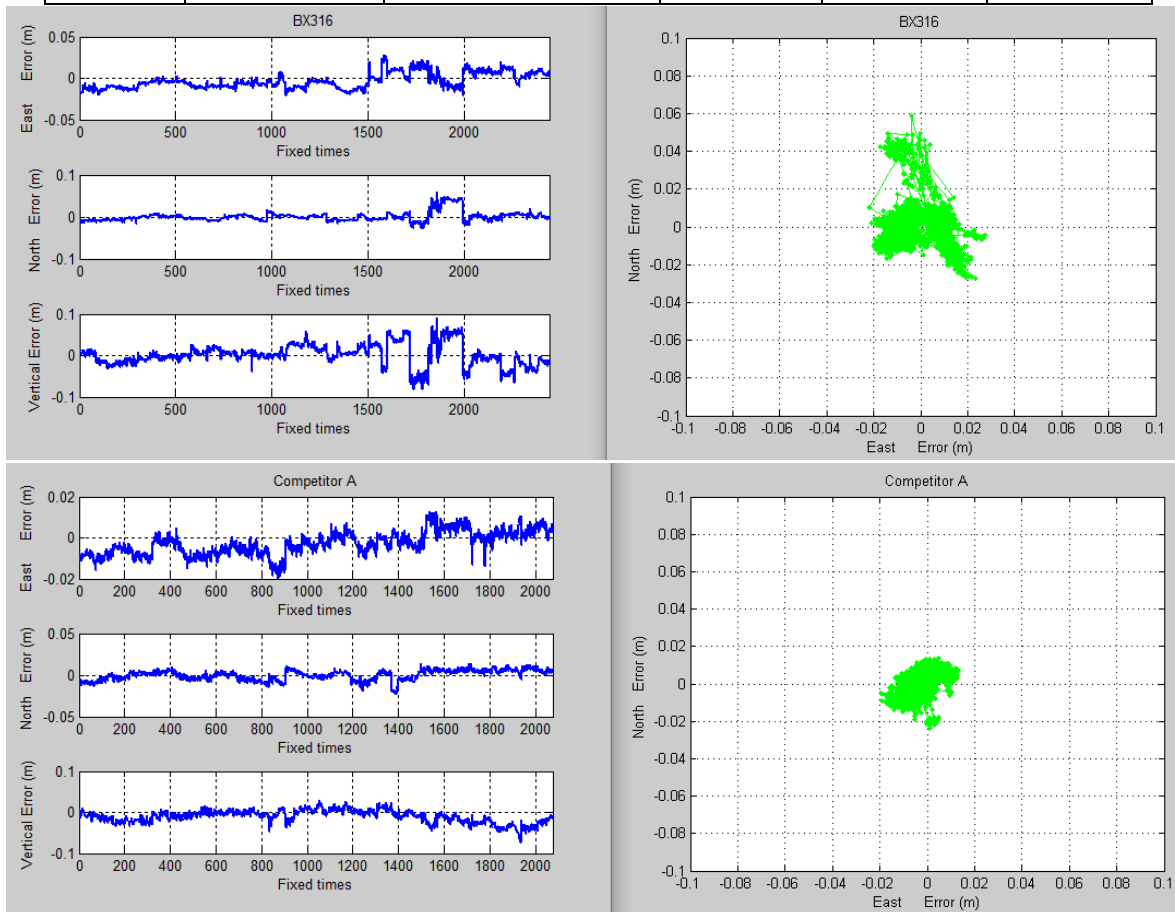 BX316
East Error (m)
0.05
0
-0.05
0 500 1000 1500 2000
Fixed times
North Error (m)
0.1
0
-0.1
0 500 1000 1500 2000
Fixed times
Vertical Error (m)
0.1
0
-0.1
0 500 1000 1500 2000
Fixed times
BX316
North Error (m)
0.1
0.08
0.06
0.04
0.02
0
-0.02
-0.04
-0.06
-0.08
-0.1
-0.1 -0.08 -0.06 -0.04 -0.02 0 0.02 0.04 0.06 0.08 0.1
East Error (m)
Competitor A
East Error (m)
0.02
0
-0.02
0 200 400 600 800 1000 1200 1400 1600 1800 2000
Fixed times
North Error (m)
0.05
0
-0.05
0 200 400 600 800 1000 1200 1400 1600 1800 2000
Fixed times
Vertical Error (m)
0.1
0
-0.1
0 200 400 600 800 1000 1200 1400 1600 1800 2000
Fixed times
Competitor A
North Error (m)
0.1
0.08
0.06
0.04
0.02
0
-0.02
-0.04
-0.06
-0.08
-0.1
-0.1 -0.08 -0.06 -0.04 -0.02 0 0.02 0.04 0.06 0.08 0.1
East Error (m)